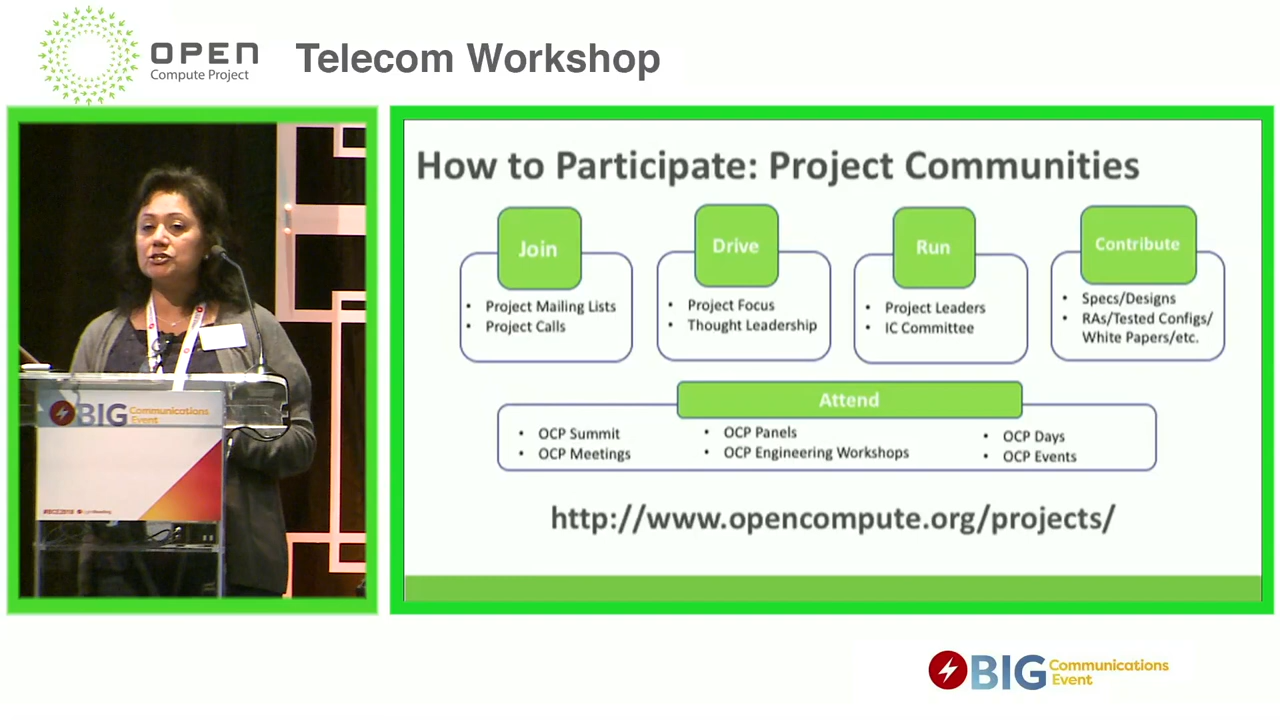 OPEN
Compute Project
Telecom Workshop
How to Participate: Project Communities
Join
• Project Mailing Lists
• Project Calls
Drive
• Project Focus
• Thought Leadership
Run
• Project Leaders
• IC Committee
Contribute
• Specs/Designs
• RAs/Tested Configs/
White Papers/etc.
Attend
• OCP Summit
• OCP Meetings
• OCP Panels
• OCP Engineering Workshops
• OCP Days
• OCP Events
http://www.opencompute.org/projects/
BIG Communications
Event
#BCE2018
BIG Communications
Event